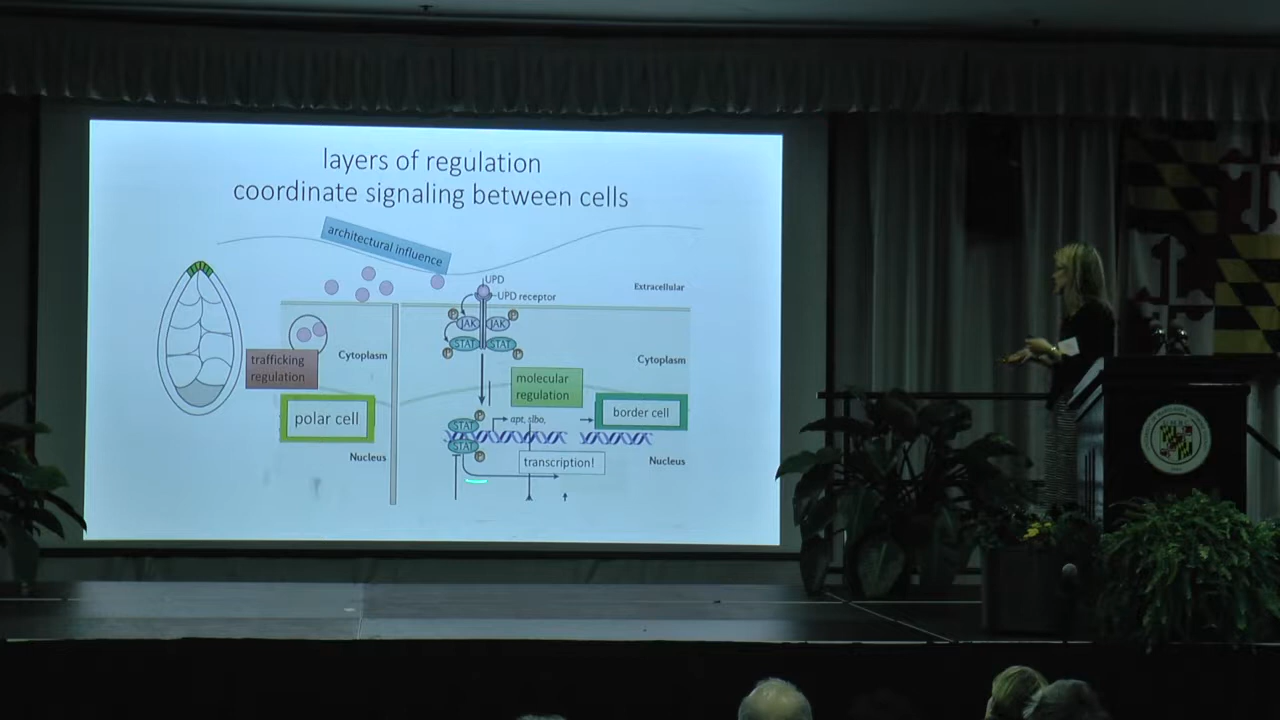 layers of regulation
coordinate signaling between cells
architectural influence
UPD
UPD receptor
Extracellular
P
P
JAK
JAK
STAT
STAT
P
P
Cytoplasm
Cytoplasm
trafficking
regulation
molecular
regulation
polar cell
border cell
P
STAT
apt, slbo,
STAT
P
Nucleus
transcription!
Nucleus